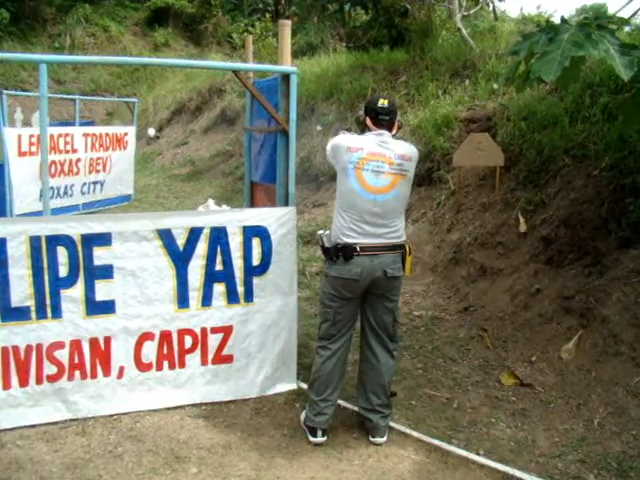 LEMACEL TRADING
ROXAS (BEV)
ROXAS CITY
LIPE YAP
IVISAN, CAPIZ